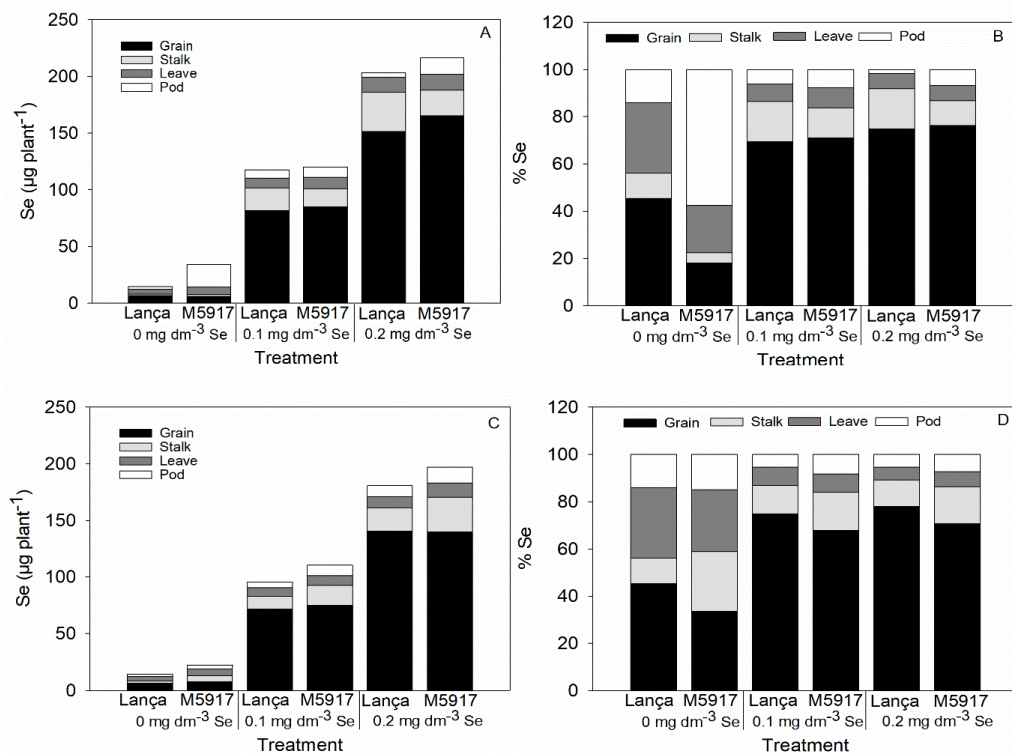 A
250
200
150
100
50
0
Se (µg plant⁻¹)
Grain
Stalk
Leave
Pod
Lança M5917 Lança M5917 Lança M5917
0 mg dm⁻³ Se 0.1 mg dm⁻³ Se 0.2 mg dm⁻³ Se
Treatment
B
120
100
80
60
40
20
0
% Se
Grain Stalk Leave Pod
Lança M5917 Lança M5917 Lança M5917
0 mg dm⁻³ Se 0.1 mg dm⁻³ Se 0.2 mg dm⁻³ Se
Treatment
C
250
200
150
100
50
0
Se (µg plant⁻¹)
Grain
Stalk
Leave
Pod
Lança M5917 Lança M5917 Lança M5917
0 mg dm⁻³ Se 0.1 mg dm⁻³ Se 0.2 mg dm⁻³ Se
Treatment
D
120
100
80
60
40
20
0
% Se
Grain Stalk Leave Pod
Lança M5917 Lança M5917 Lança M5917
0 mg dm⁻³ Se 0.1 mg dm⁻³ Se 0.2 mg dm⁻³ Se
Treatment